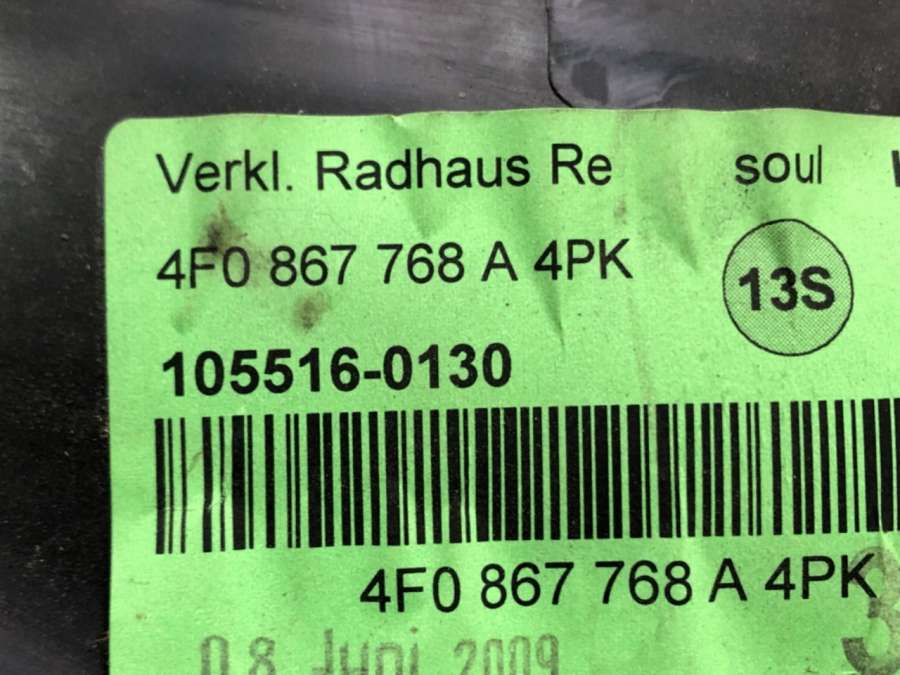 Verkl. Radhaus Re soul
4F0 867 768 A 4PK
13S
105516-0130
4F0 867 768 A 4PK
08. Juni 2009